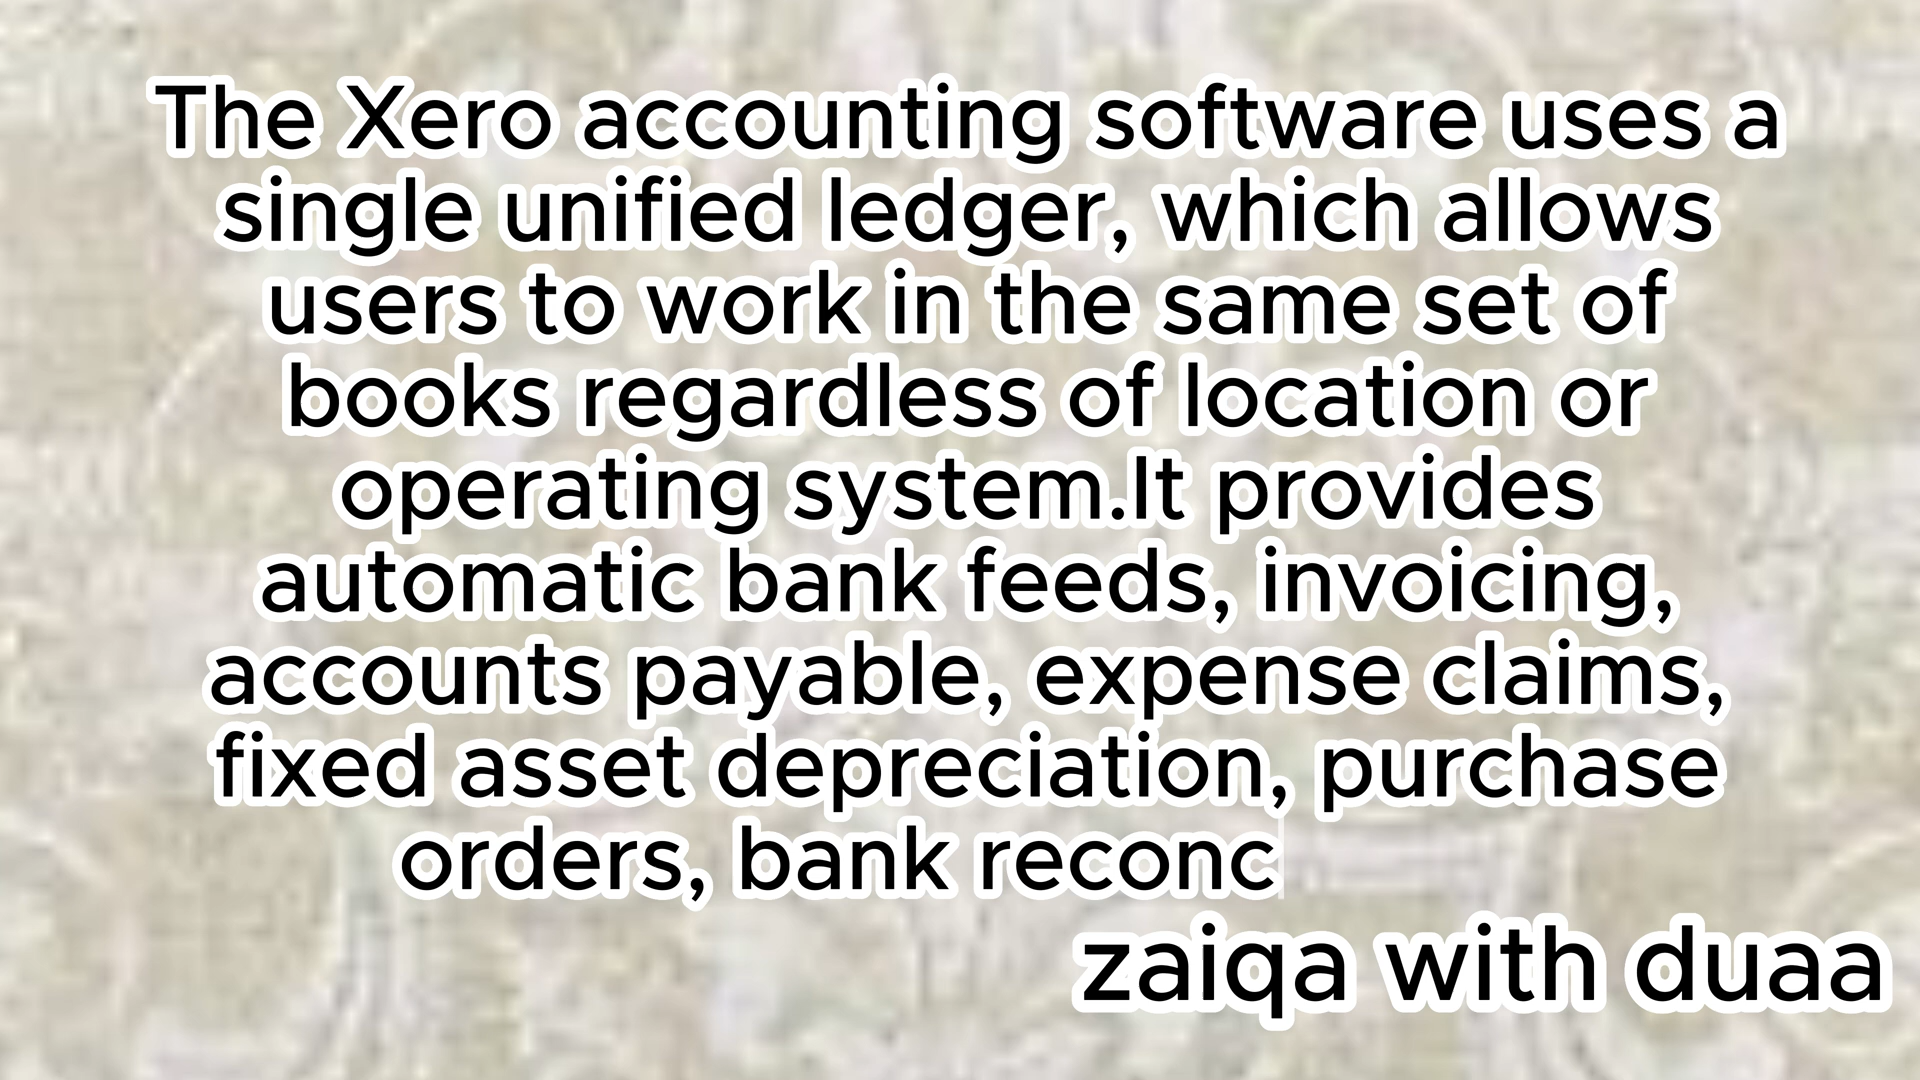 The Xero accounting software uses a
single unified ledger, which allows
users to work in the same set of
books regardless of location or
operating system.It provides
automatic bank feeds, invoicing,
accounts payable, expense claims,
fixed asset depreciation, purchase
orders, bank reconc
zaiqa with duaa